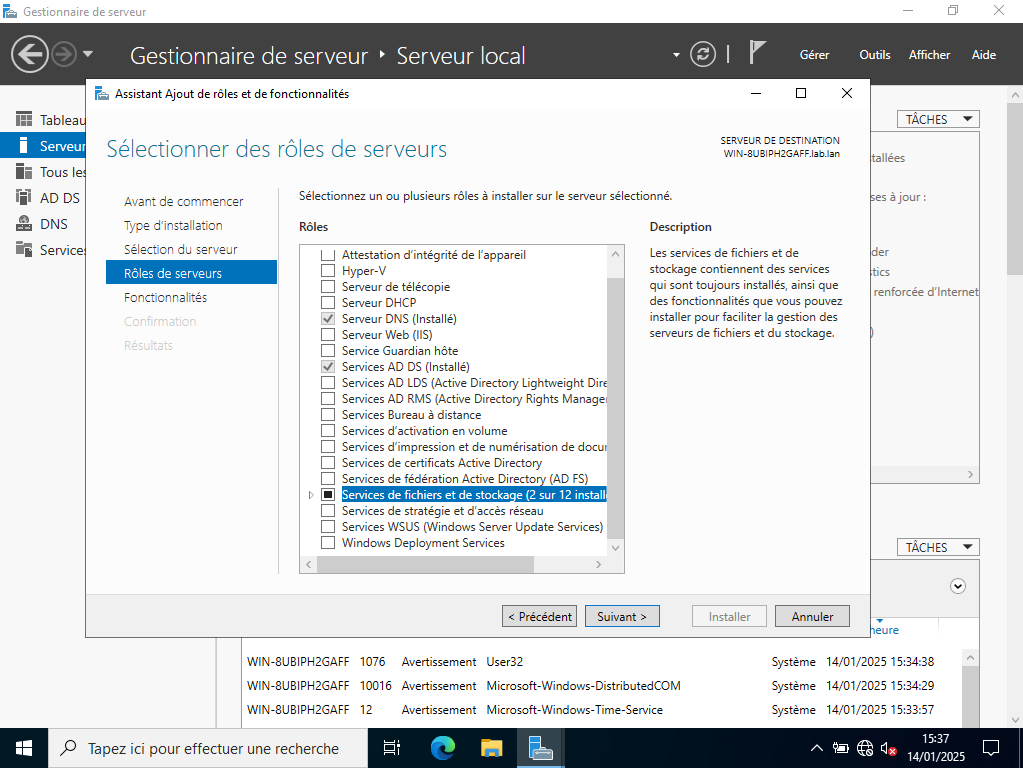 Gestionnaire de serveur
Gestionnaire de serveur ‣ Serveur local
Gérer Outils Afficher Aide
Assistant Ajout de rôles et de fonctionnalités
Tableau
Serveur
Tous les
AD DS
DNS
Services
Sélectionner des rôles de serveurs
SERVEUR DE DESTINATION
WIN-8UBIPH2GAFF.lab.lan
Avant de commencer
Type d'installation
Sélection du serveur
Rôles de serveurs
Fonctionnalités
Confirmation
Résultats
Sélectionnez un ou plusieurs rôles à installer sur le serveur sélectionné.
Rôles
Attestation d'intégrité de l'appareil
Hyper-V
Serveur de télécopie
Serveur DHCP
Serveur DNS (Installé)
Serveur Web (IIS)
Service Guardian hôte
Services AD DS (Installé)
Services AD LDS (Active Directory Lightweight Dire
Services AD RMS (Active Directory Rights Manage
Services Bureau à distance
Services d'activation en volume
Services d'impression et de numérisation de docu
Services de certificats Active Directory
Services de fédération Active Directory (AD FS)
Services de fichiers et de stockage (2 sur 12 install
Services de stratégie et d'accès réseau
Services WSUS (Windows Server Update Services)
Windows Deployment Services
Description
Les services de fichiers et de
stockage contiennent des services
qui sont toujours installés, ainsi que
des fonctionnalités que vous pouvez
installer pour faciliter la gestion des
serveurs de fichiers et du stockage.
< Précédent Suivant > Installer Annuler
TÂCHES
tallées
ses à jour :
der
stics
renforcée d'Internet
)
TÂCHES
heure
WIN-8UBIPH2GAFF 1076 Avertissement User32 Système 14/01/2025 15:34:38
WIN-8UBIPH2GAFF 10016 Avertissement Microsoft-Windows-DistributedCOM Système 14/01/2025 15:34:29
WIN-8UBIPH2GAFF 12 Avertissement Microsoft-Windows-Time-Service Système 14/01/2025 15:33:57
Tapez ici pour effectuer une recherche
15:37
14/01/2025